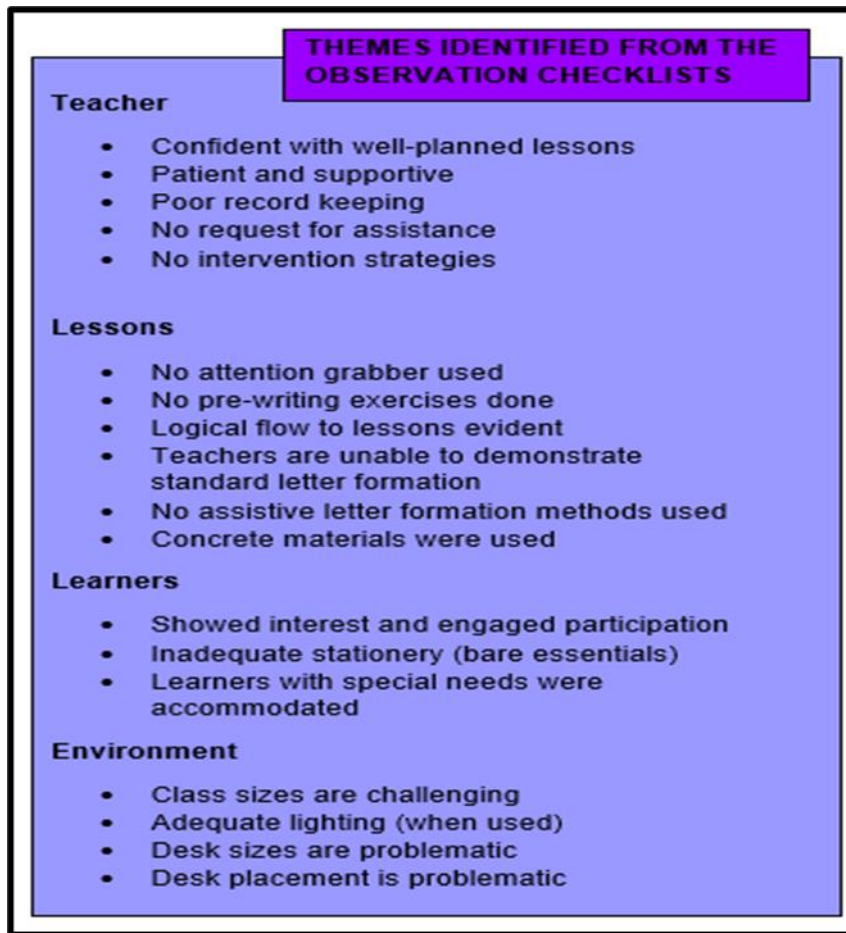 THEMES IDENTIFIED FROM THE
OBSERVATION CHECKLISTS
Teacher
• Confident with well-planned lessons
• Patient and supportive
• Poor record keeping
• No request for assistance
• No intervention strategies
Lessons
• No attention grabber used
• No pre-writing exercises done
• Logical flow to lessons evident
• Teachers are unable to demonstrate
standard letter formation
• No assistive letter formation methods used
• Concrete materials were used
Learners
• Showed interest and engaged participation
• Inadequate stationery (bare essentials)
• Learners with special needs were
accommodated
Environment
• Class sizes are challenging
• Adequate lighting (when used)
• Desk sizes are problematic
• Desk placement is problematic